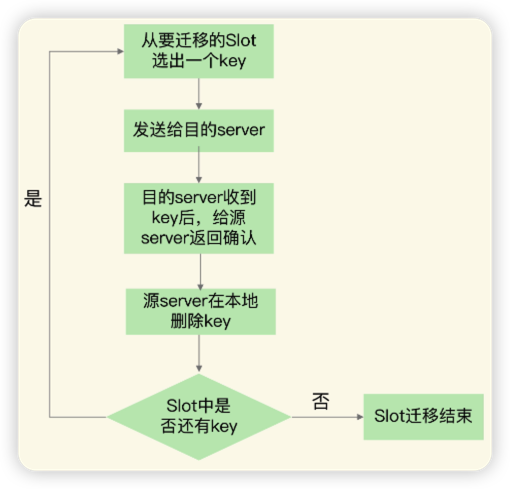 从要迁移的Slot
选出一个key
发送给目的server
是
目的server收到
key后，给源
server返回确认
源server在本地
删除key
Slot中是
否还有key
否
Slot迁移结束